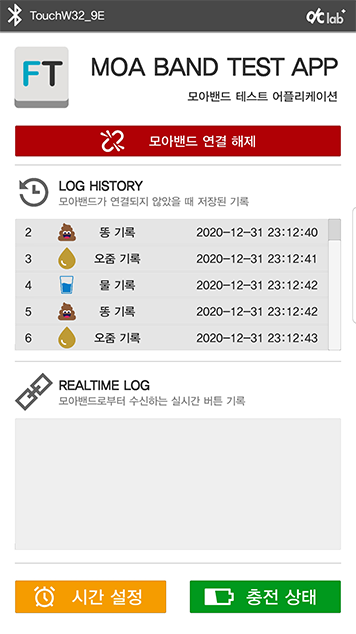 TouchW32_9E
lab
FT
MOA BAND TEST APP
모아밴드 테스트 어플리케이션
모아밴드 연결 해제
LOG HISTORY
모아밴드가 연결되지 않았을 때 저장된 기록
2 똥 기록 2020-12-31 23:12:40
3 오줌 기록 2020-12-31 23:12:41
4 물 기록 2020-12-31 23:12:42
5 똥 기록 2020-12-31 23:12:42
6 오줌 기록 2020-12-31 23:12:43
REALTIME LOG
모아밴드로부터 수신하는 실시간 버튼 기록
시간 설정
충전 상태